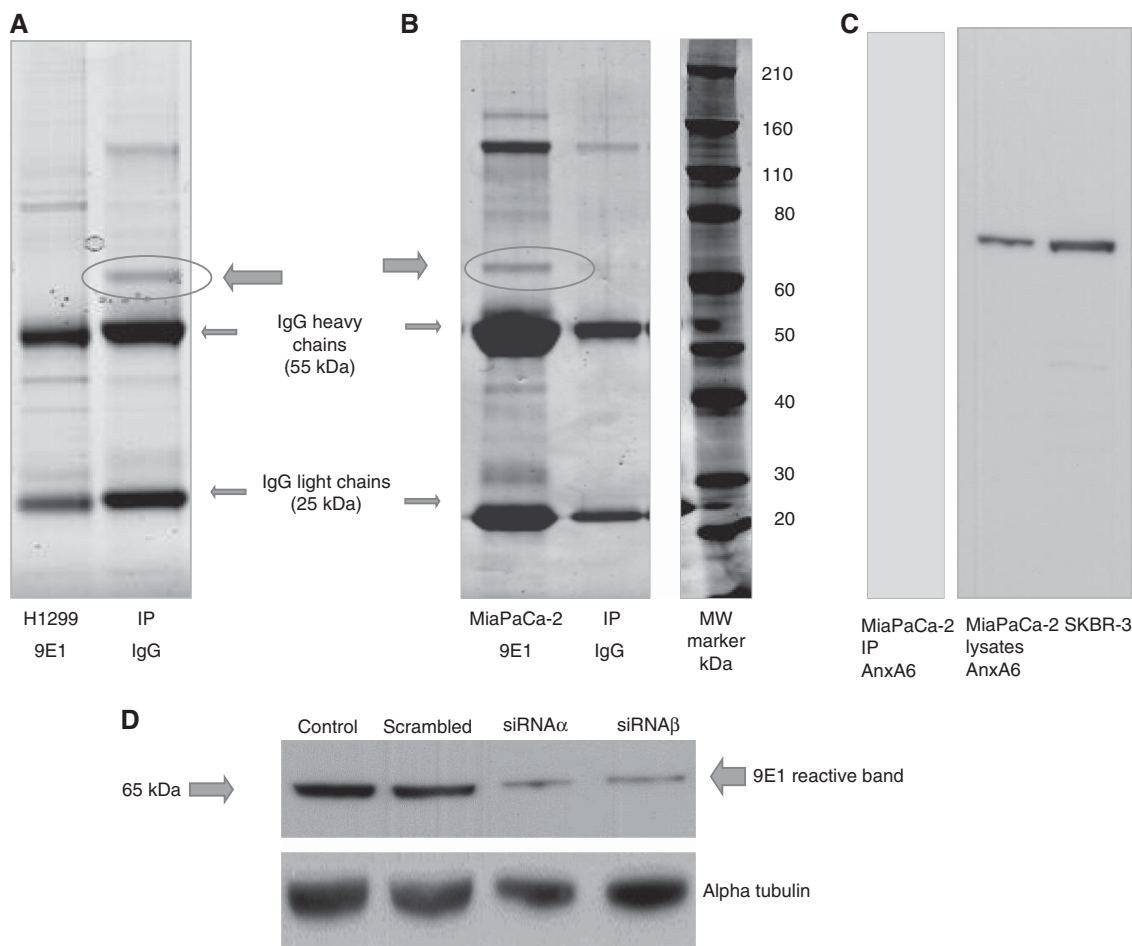 A
B
C
210
160
110
80
60
50
40
30
20
IgG heavy
chains
(55 kDa)
IgG light chains
(25 kDa)
H1299
9E1
IP
IgG
MiaPaCa-2
9E1
IP
IgG
MW
marker
kDa
MiaPaCa-2
IP
AnxA6
MiaPaCa-2 SKBR-3
lysates
AnxA6
D
Control
Scrambled
siRNAα
siRNAβ
65 kDa
9E1 reactive band
Alpha tubulin